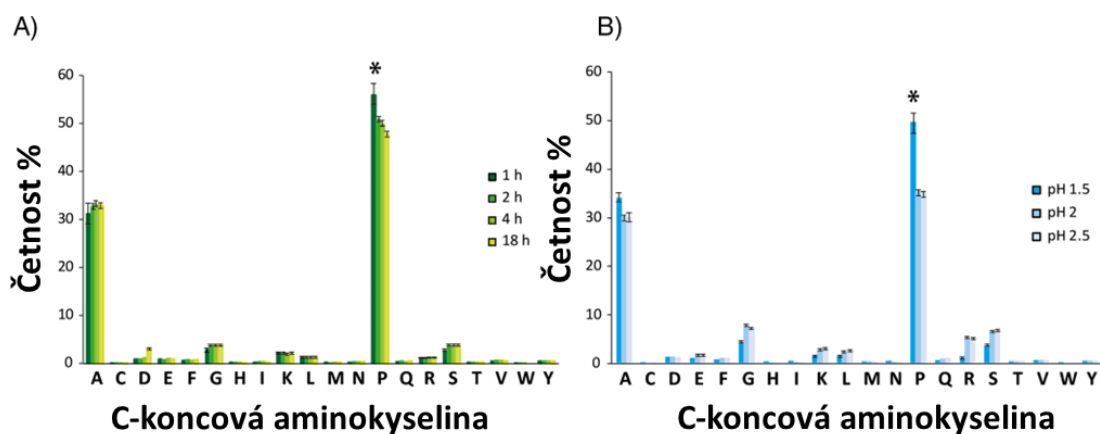 A)
*
Četnost %
60
50
40
30
20
10
0
1 h
2 h
4 h
18 h
A C D E F G H I K L M N P Q R S T V W Y
C-koncová aminokyselina
B)
*
Četnost %
60
50
40
30
20
10
0
pH 1.5
pH 2
pH 2.5
A C D E F G H I K L M N P Q R S T V W Y
C-koncová aminokyselina